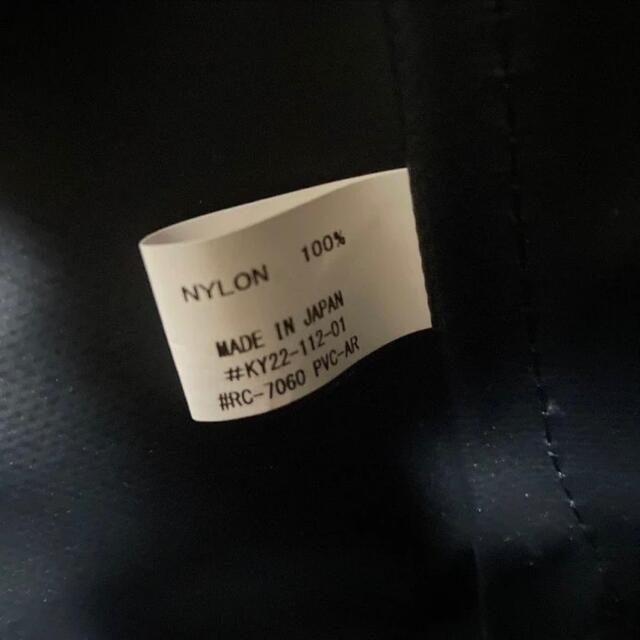 NYLON 100%
MADE IN JAPAN
#KY22-112-01
#RC-7060 PVC-AR